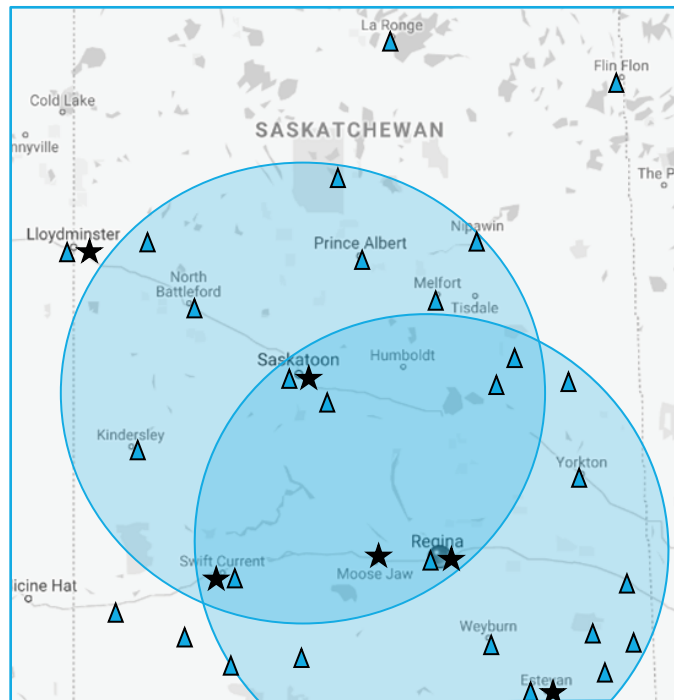 La Ronge
Flin Flon
Cold Lake
SASKATCHEWAN
nnyville
The P
Lloydminster
Nipawin
Prince Albert
North
Battleford
Melfort
Tisdale
Saskatoon
Humboldt
Kindersley
Yorkton
Regina
Swift Current
Moose Jaw
icine Hat
Weyburn
Estevan